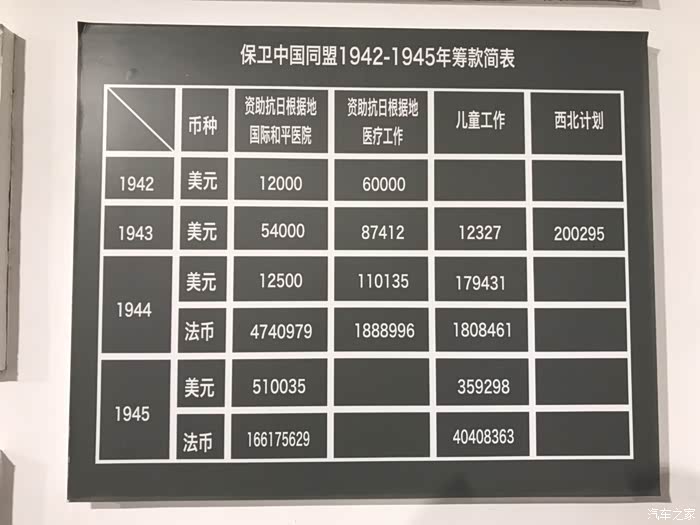 保卫中国同盟1942-1945年筹款简表
币种 资助抗日根据地国际和平医院 资助抗日根据地医疗工作 儿童工作 西北计划
1942 美元 12000 60000
1943 美元 54000 87412 12327 200295
1944 美元 12500 110135 179431
法币 4740979 1888996 1808461
1945 美元 510035 359298
法币 166175629 40408363
汽车之家